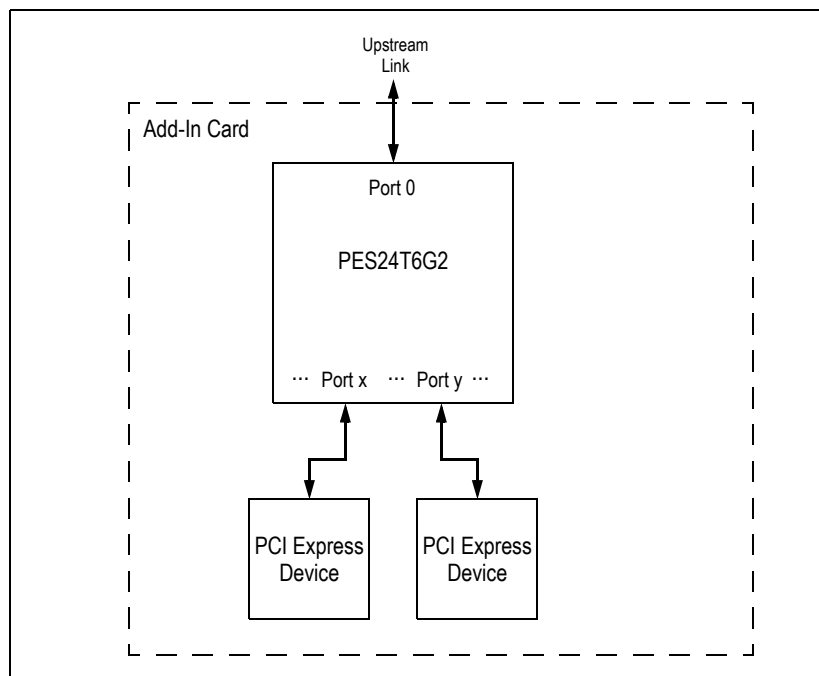 Upstream
Link
Add-In Card
Port 0
PES24T6G2
... Port x ... Port y ...
PCI Express
Device
PCI Express
Device